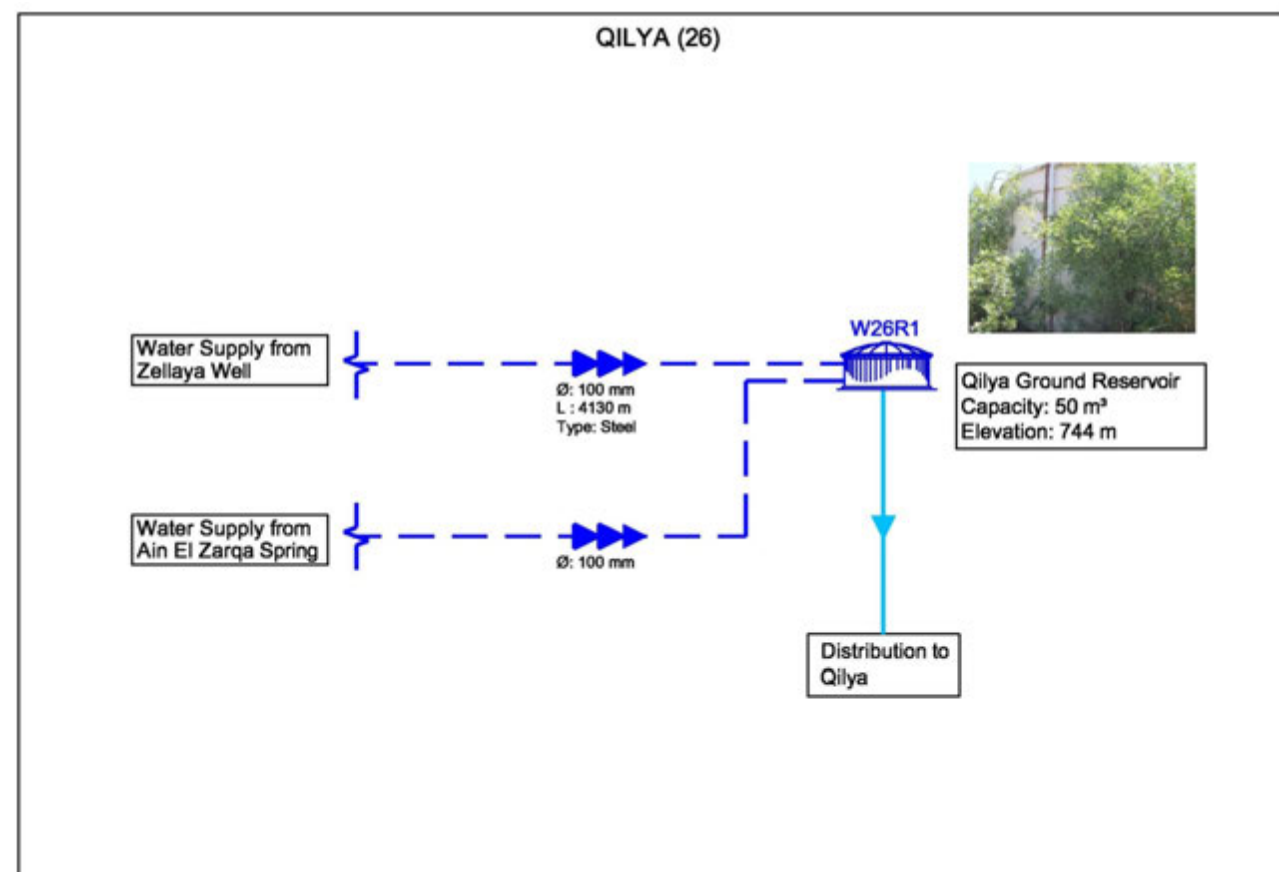 QILYA (26)
W26R1
Water Supply from
Zellaya Well
Ø: 100 mm
L : 4130 m
Type: Steel
Qilya Ground Reservoir
Capacity: 50 m³
Elevation: 744 m
Water Supply from
Ain El Zarqa Spring
Ø: 100 mm
Distribution to
Qilya